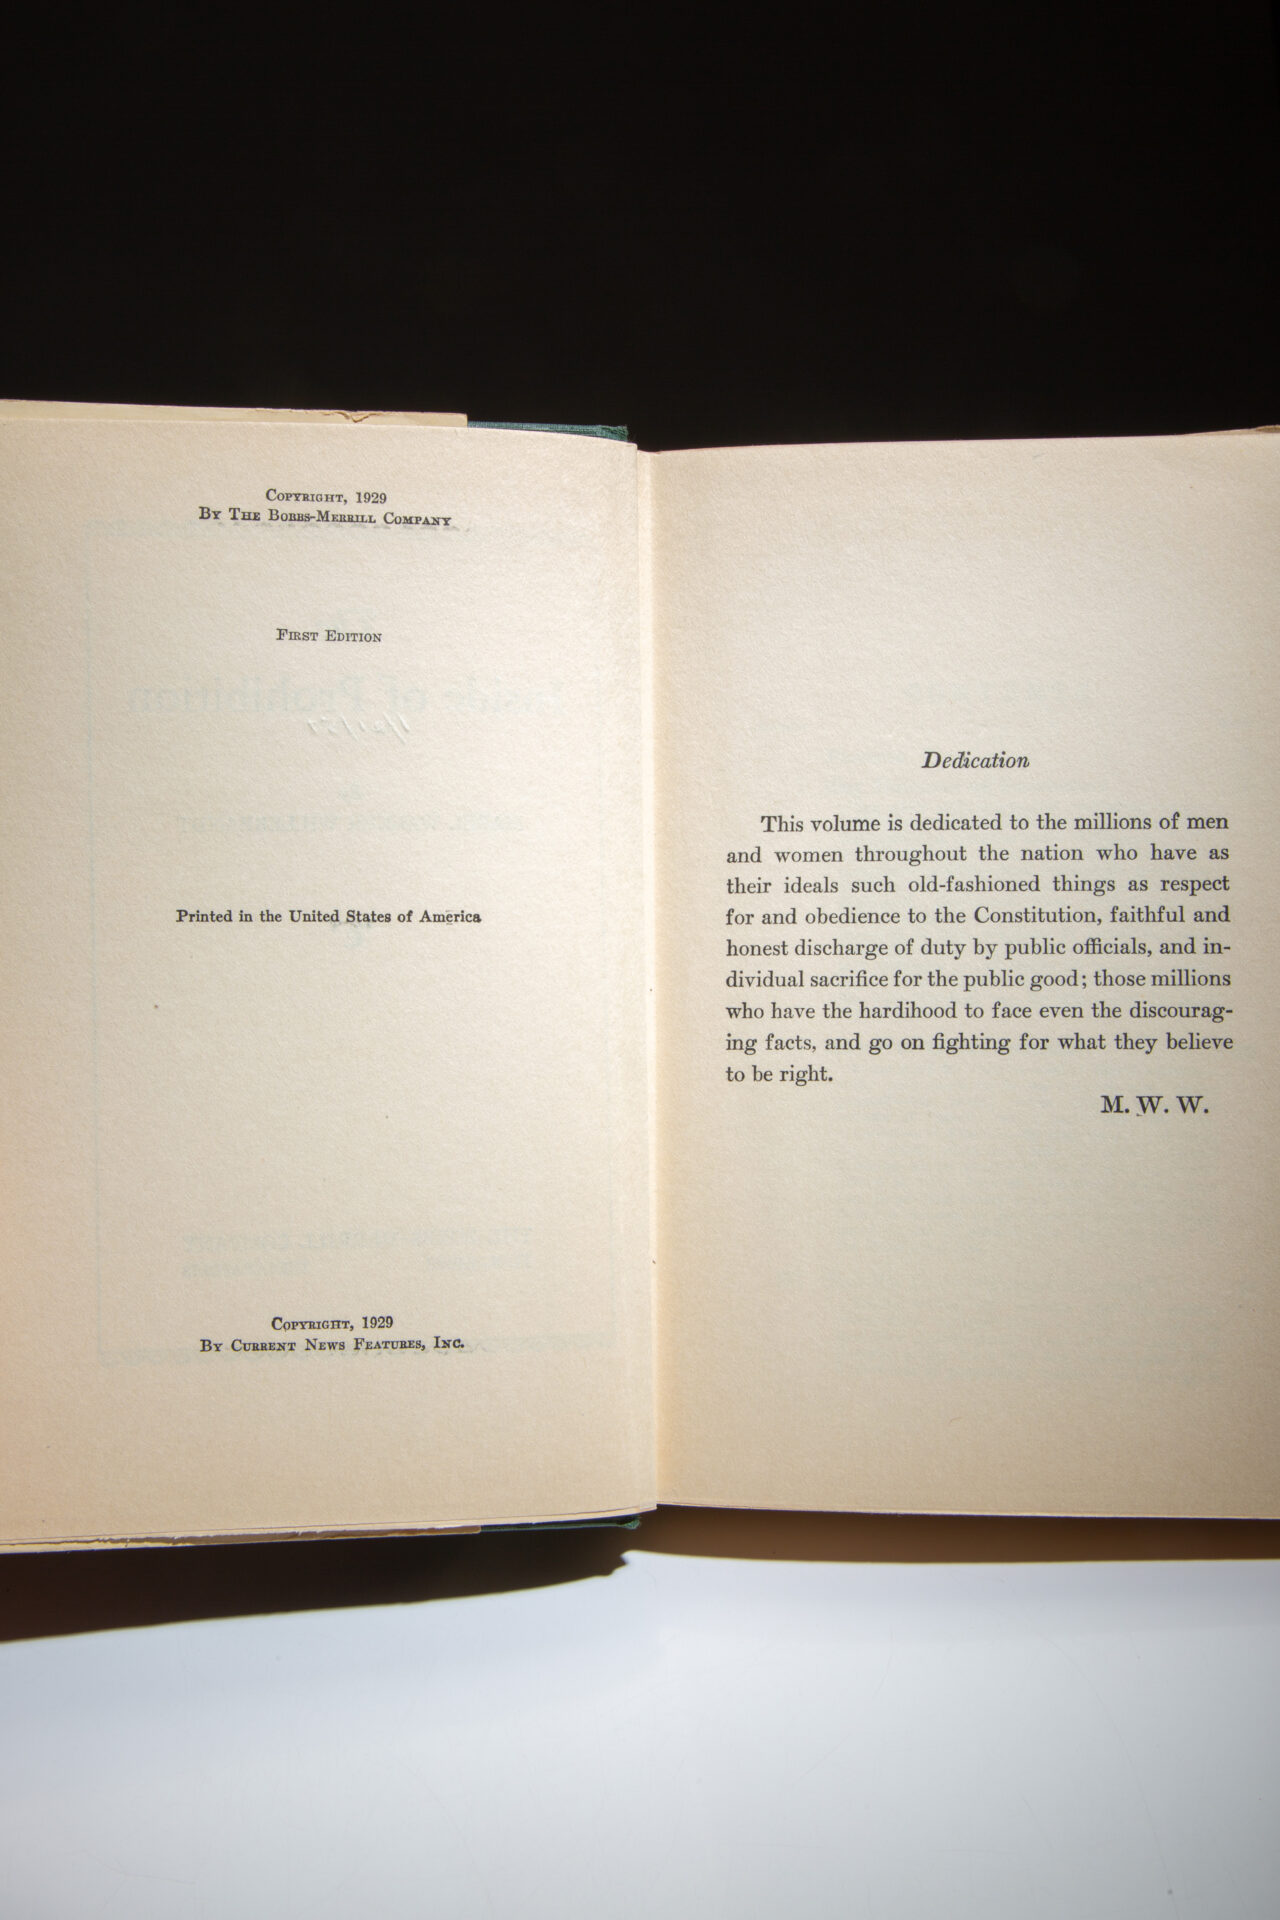 Copyright, 1929
By The Bobbs-Merrill Company
First Edition
Printed in the United States of America
Copyright, 1929
By Current News Features, Inc.
Dedication
This volume is dedicated to the millions of men
and women throughout the nation who have as
their ideals such old-fashioned things as respect
for and obedience to the Constitution, faithful and
honest discharge of duty by public officials, and in-
dividual sacrifice for the public good; those millions
who have the hardihood to face even the discourag-
ing facts, and go on fighting for what they believe
to be right.
M. W. W.